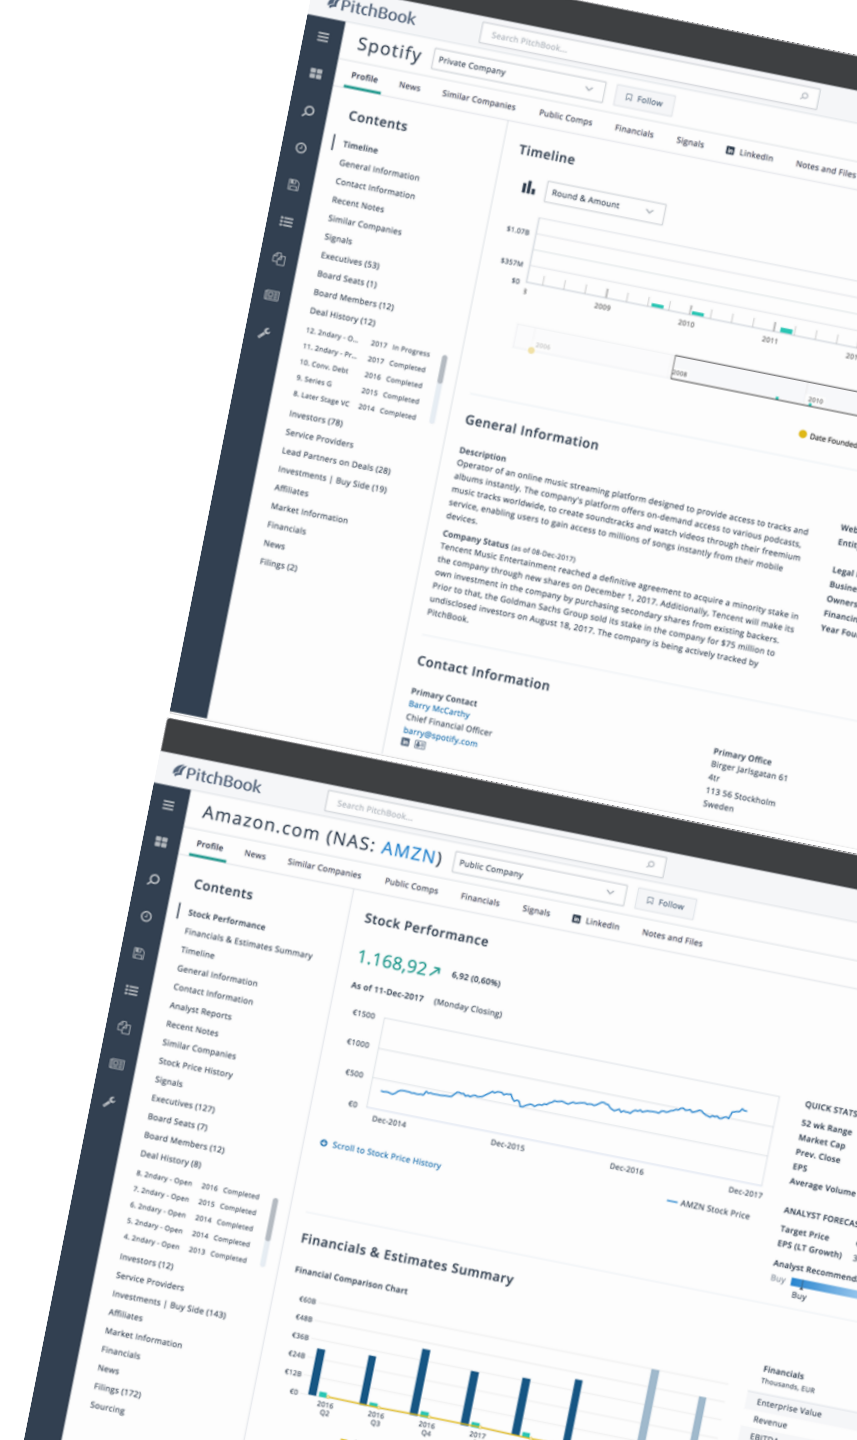 PitchBook
Search PitchBook...
Spotify
Private Company
Follow
Profile
News
Similar Companies
Public Comps
Financials
Signals
LinkedIn
Notes and Files
Contents
Timeline
General Information
Contact Information
Recent Notes
Similar Companies
Signals
Executives (53)
Board Seats (1)
Board Members (12)
Deal History (12)
12. 2ndary - O... 2017 In Progress
11. 2ndary - Pr... 2017 Completed
10. Conv. Debt 2016 Completed
9. Series G 2015 Completed
8. Later Stage VC 2014 Completed
Investors (78)
Service Providers
Lead Partners on Deals (28)
Investments | Buy Side (19)
Affiliates
Market Information
Financials
News
Filings (2)
Timeline
Round & Amount
$1.07B
$357M
$0
2009
2010
2011
2006
2008
2010
Date Founded
General Information
Description
Operator of an online music streaming platform designed to provide access to tracks and
albums instantly. The company's platform offers on-demand access to various podcasts,
music tracks worldwide, to create soundtracks and watch videos through their freemium
service, enabling users to gain access to millions of songs instantly from their mobile
devices.
Company Status (as of 08-Dec-2017)
Tencent Music Entertainment reached a definitive agreement to acquire a minority stake in
the company through new shares on December 1, 2017. Additionally, Tencent will make its
own investment in the company by purchasing secondary shares from existing backers.
Prior to that, the Goldman Sachs Group sold its stake in the company for $75 million to
undisclosed investors on August 18, 2017. The company is being actively tracked by
PitchBook.
Web
Entit
Legal
Busine
Owners
Financin
Year Fou
Contact Information
Primary Contact
Barry McCarthy
Chief Financial Officer
barry@spotify.com
Primary Office
Birger Jarlsgatan 61
4tr
113 56 Stockholm
Sweden
PitchBook
Search PitchBook...
Amazon.com (NAS: AMZN)
Public Company
Follow
Profile
News
Similar Companies
Public Comps
Financials
Signals
LinkedIn
Notes and Files
Contents
Stock Performance
Financials & Estimates Summary
Timeline
General Information
Contact Information
Analyst Reports
Recent Notes
Similar Companies
Stock Price History
Signals
Executives (127)
Board Seats (7)
Board Members (12)
Deal History (8)
8. 2ndary - Open 2016 Completed
7. 2ndary - Open 2015 Completed
6. 2ndary - Open 2014 Completed
5. 2ndary - Open 2014 Completed
4. 2ndary - Open 2013 Completed
Investors (12)
Service Providers
Investments | Buy Side (143)
Affiliates
Market Information
Financials
News
Filings (172)
Sourcing
Stock Performance
1.168,92 6,92 (0,60%)
As of 11-Dec-2017 (Monday Closing)
€1500
€1000
€500
€0
Dec-2014
Dec-2015
Dec-2016
Dec-2017
Scroll to Stock Price History
AMZN Stock Price
QUICK STATS
52 wk Range
Market Cap
Prev. Close
EPS
Average Volume
ANALYST FORECAS
Target Price
EPS (LT Growth) 3
Analyst Recommend
Buy
Buy
Financials & Estimates Summary
Financial Comparison Chart
€60B
€48B
€36B
€24B
€12B
€0
2016 Q2
2016 Q3
2016 Q4
2017
Financials
Thousands, EUR
Enterprise Value
Revenue
EBITDA